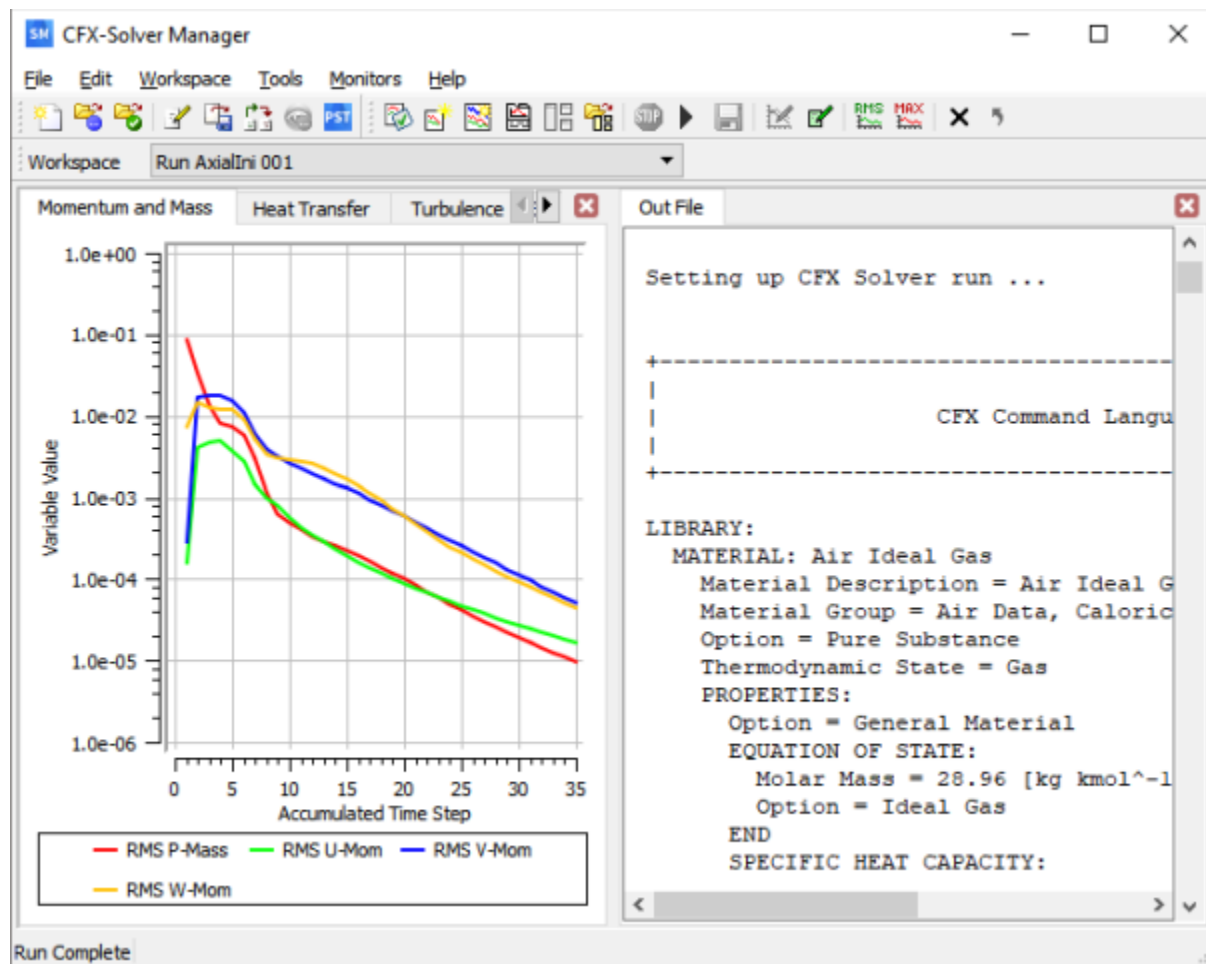 SM CFX-Solver Manager
File Edit Workspace Tools Monitors Help
PST STOP RMS MAX
Workspace Run AxialIni 001
Momentum and Mass Heat Transfer Turbulence
1.0e+00
1.0e-01
1.0e-02
1.0e-03
1.0e-04
1.0e-05
1.0e-06
Variable Value
0 5 10 15 20 25 30 35
Accumulated Time Step
RMS P-Mass RMS U-Mom RMS V-Mom
RMS W-Mom
Out File
Setting up CFX Solver run ...
+--------------------------------------
|
| CFX Command Langu
|
+--------------------------------------
LIBRARY:
MATERIAL: Air Ideal Gas
Material Description = Air Ideal G
Material Group = Air Data, Caloric
Option = Pure Substance
Thermodynamic State = Gas
PROPERTIES:
Option = General Material
EQUATION OF STATE:
Molar Mass = 28.96 [kg kmol^-1
Option = Ideal Gas
END
SPECIFIC HEAT CAPACITY:
Run Complete